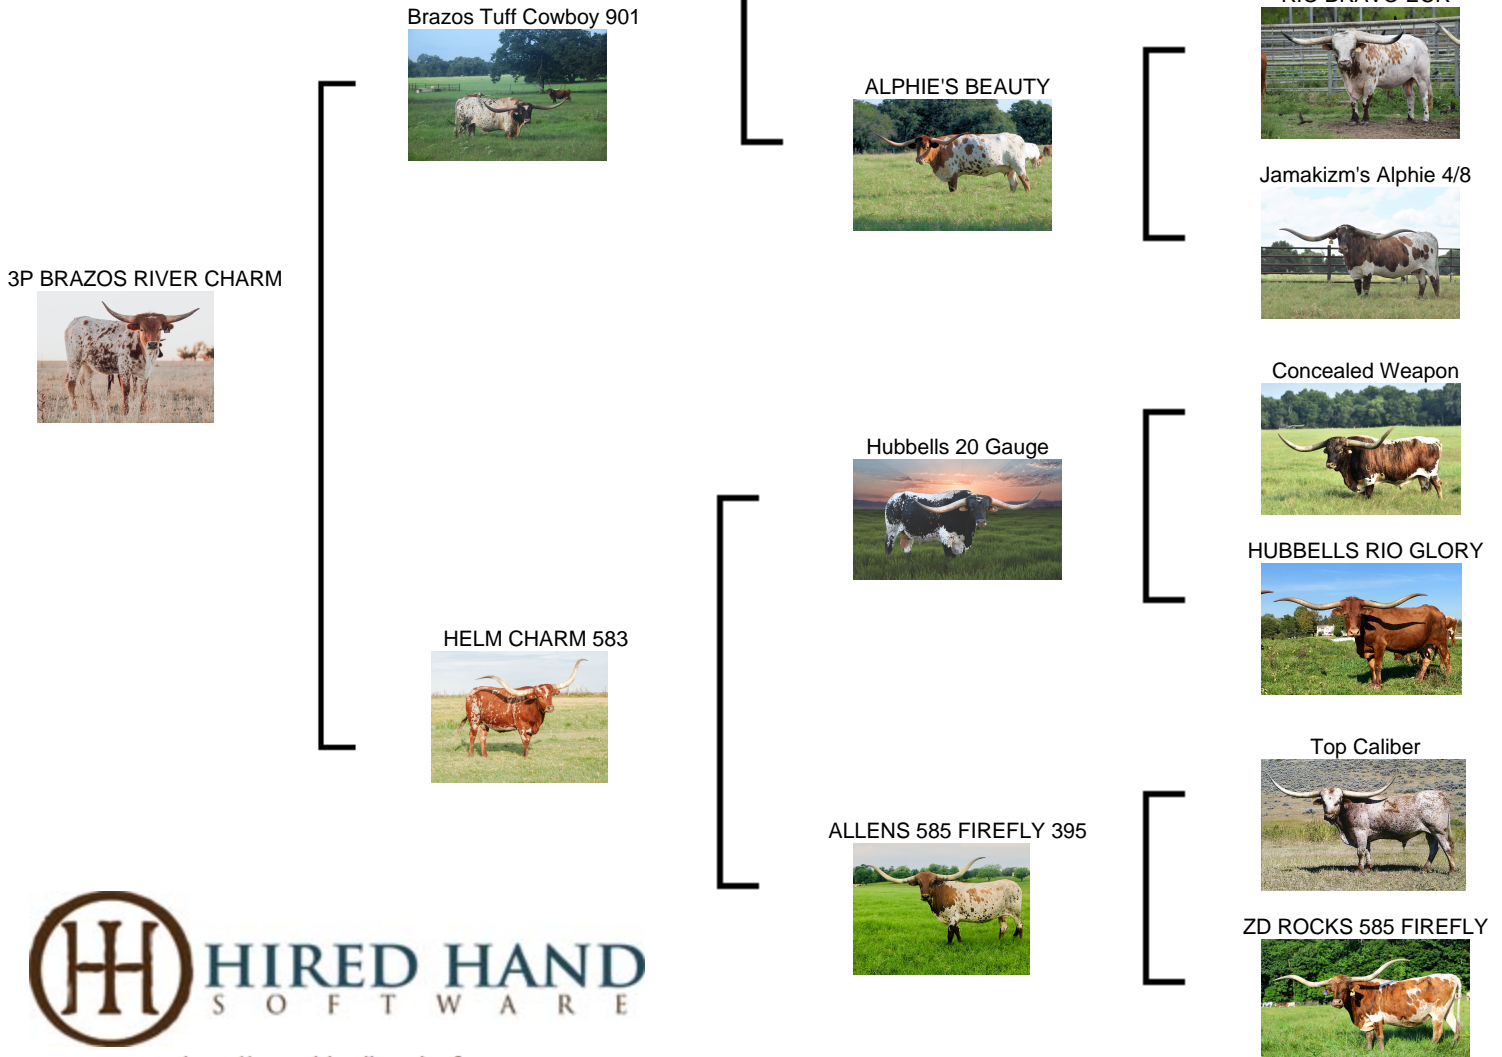 Brazos Tuff Cowboy 901
ALPHIE'S BEAUTY
Jamakizm's Alphie 4/8
3P BRAZOS RIVER CHARM
Concealed Weapon
Hubbells 20 Gauge
HUBBELLS RIO GLORY
HELM CHARM 583
Top Caliber
ALLENS 585 FIREFLY 395
ZD ROCKS 585 FIREFLY
HIRED HAND
SOFTWARE